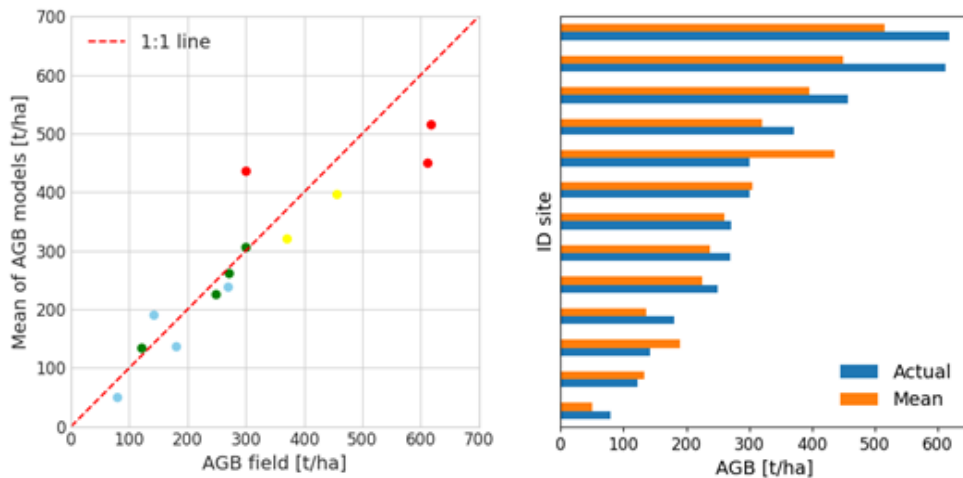 700
600
500
400
300
200
100
0
Mean of AGB models [t/ha]
1:1 line
0 100 200 300 400 500 600 700
AGB field [t/ha]
ID site
Actual
Mean
0 100 200 300 400 500 600
AGB [t/ha]